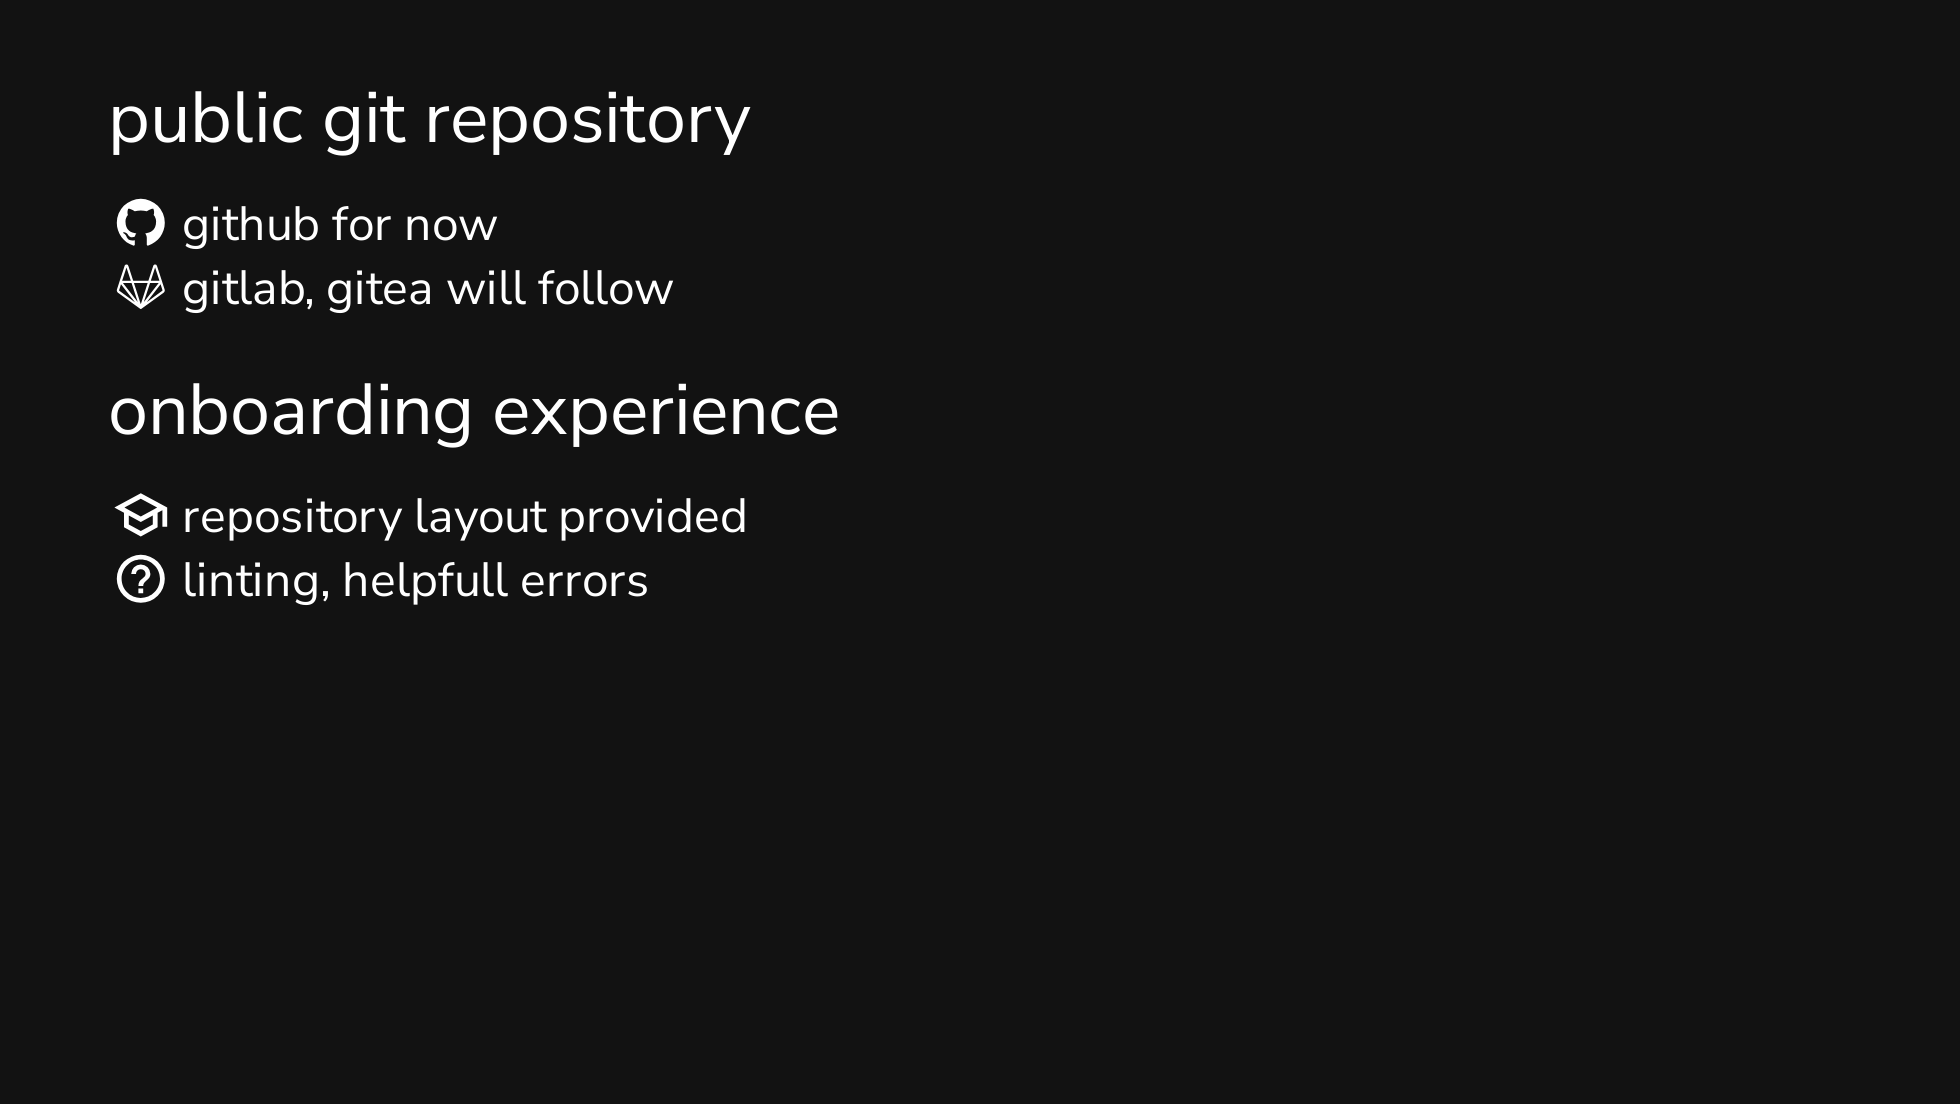 public git repository
github for now
gitlab, gitea will follow
onboarding experience
repository layout provided
linting, helpfull errors